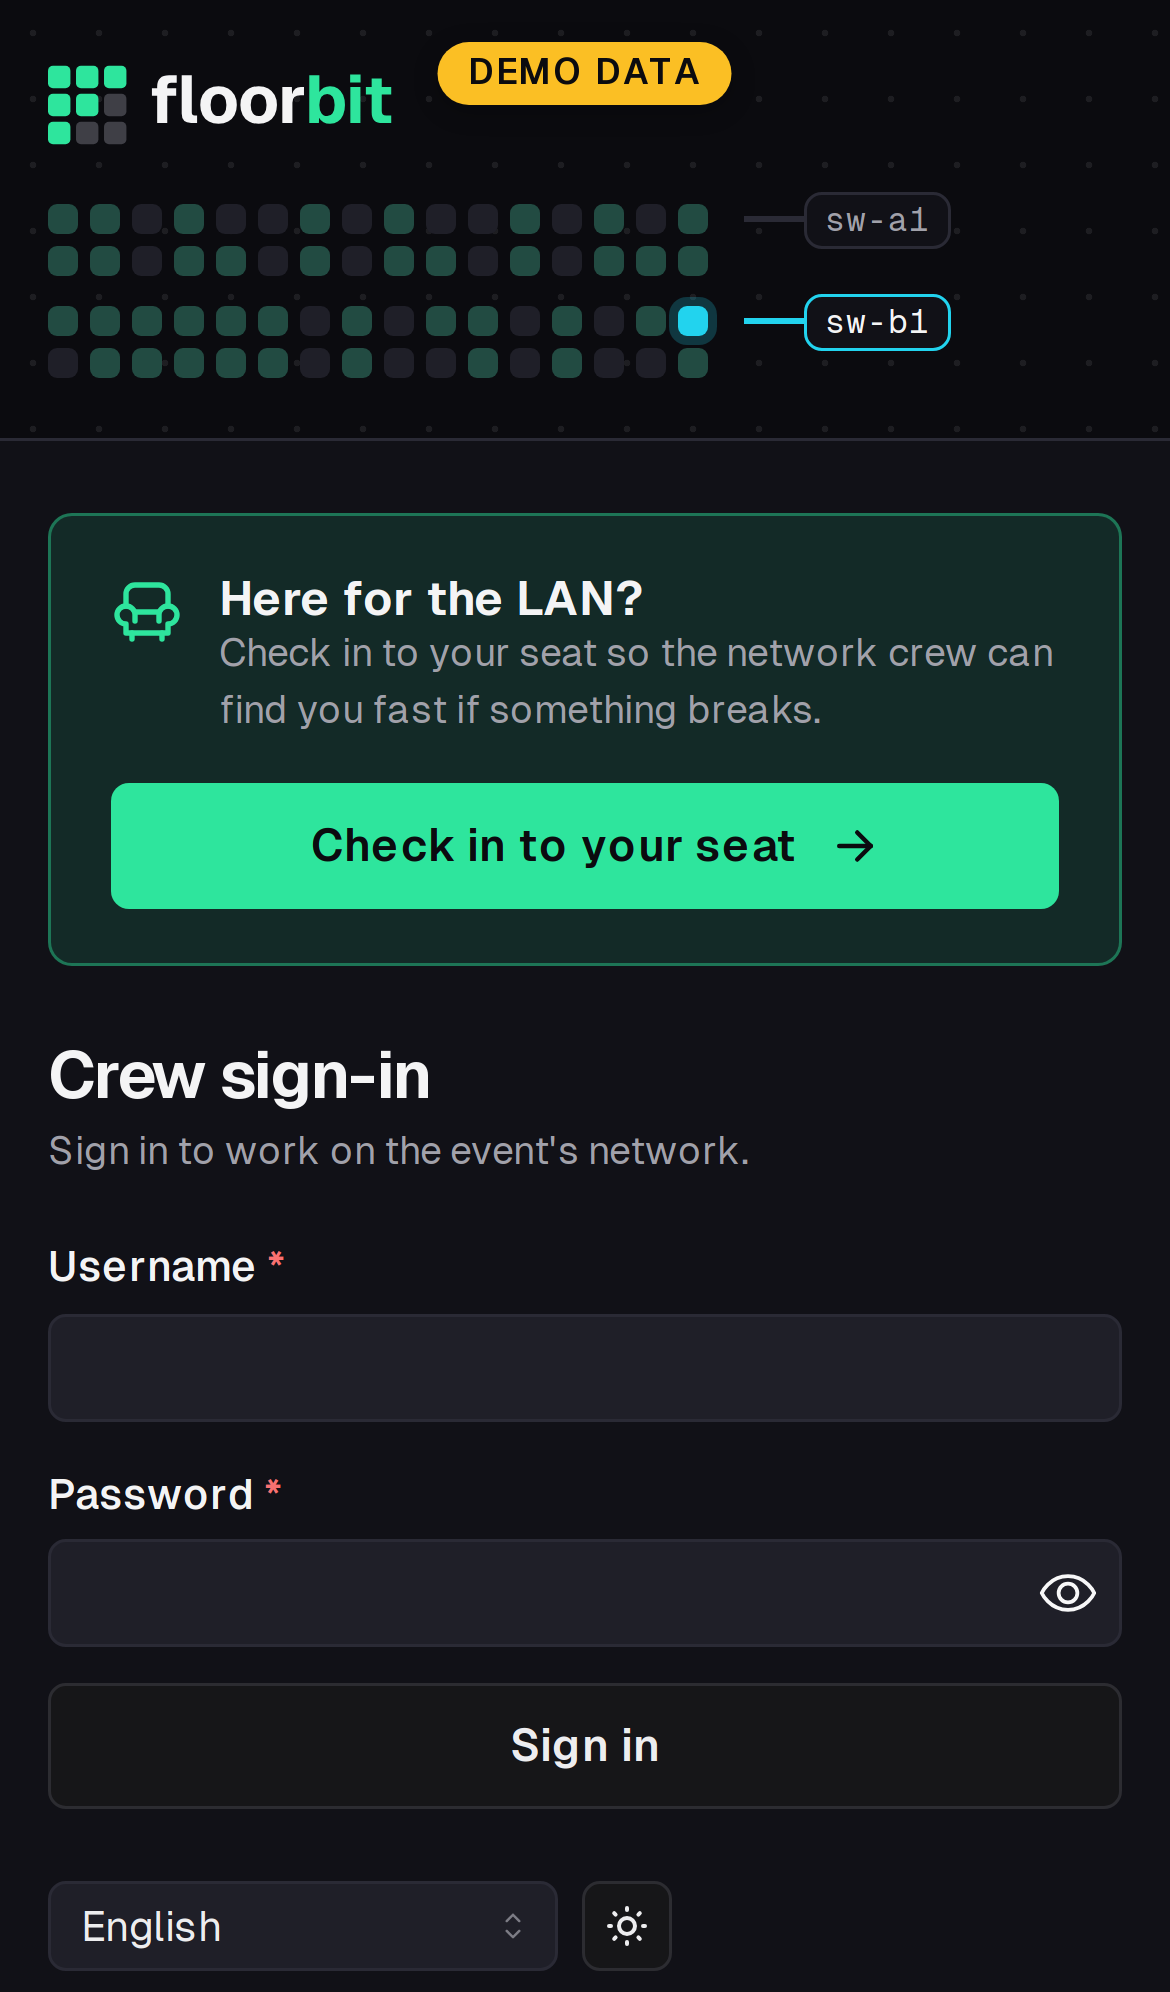 floorbit
DEMO DATA
sw-a1
sw-b1
Here for the LAN?
Check in to your seat so the network crew can
find you fast if something breaks.
Check in to your seat →
Crew sign-in
Sign in to work on the event's network.
Username *
Password *
Sign in
English